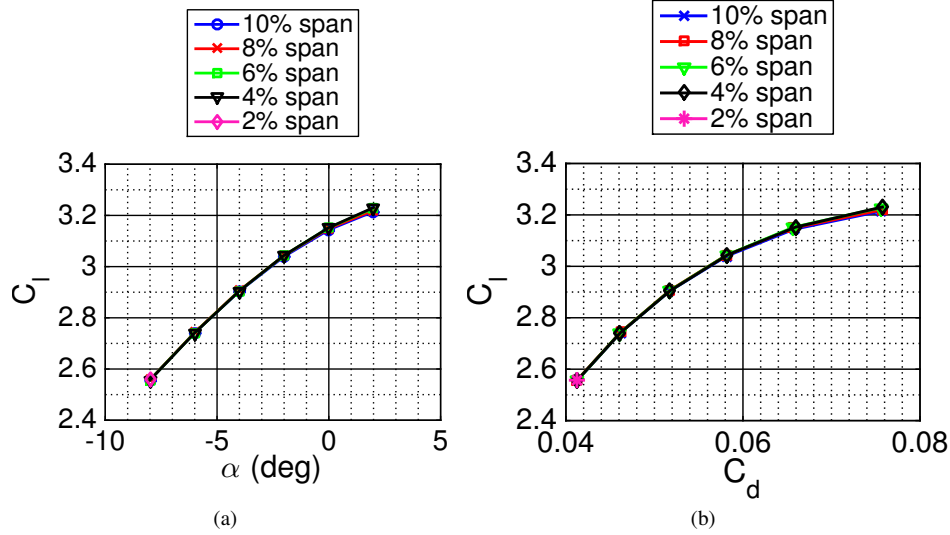 10% span
8% span
6% span
4% span
2% span
3.4
3.2
3
2.8
2.6
2.4
C_l
-10
-5
0
5
α (deg)
(a)
10% span
8% span
6% span
4% span
2% span
3.4
3.2
3
2.8
2.6
2.4
C_l
0.04
0.06
0.08
C_d
(b)